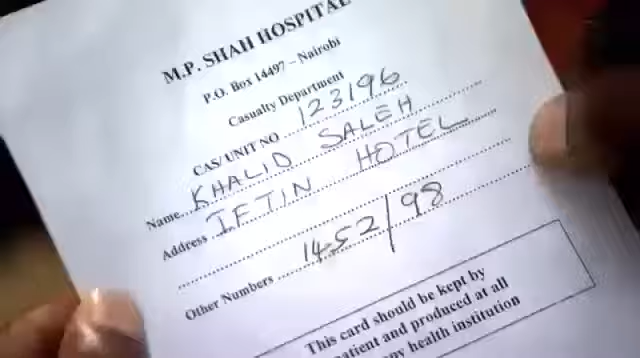 M.P. SHAH HOSPITAL
P.O. Box 14497 – Nairobi
Casualty Department
CAS/UNIT NO 123196
Name KHALID SALEH
Address IFTIN HOTEL
Other Numbers 1452/98
This card should be kept by
patient and produced at all
any health institution